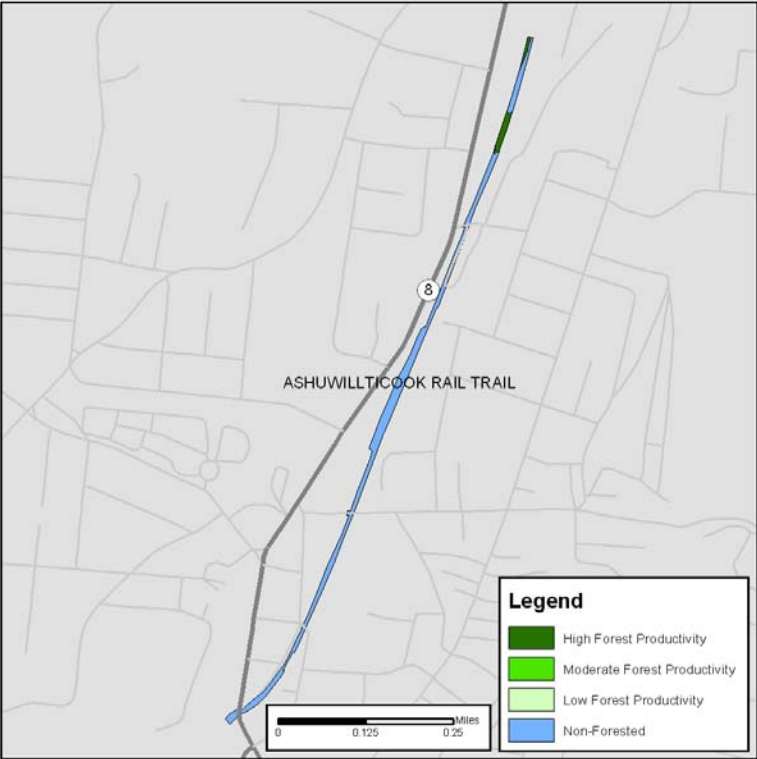 8
ASHUWILLTICOOK RAIL TRAIL
Legend
High Forest Productivity
Moderate Forest Productivity
Low Forest Productivity
Non-Forested
Miles
0 0.125 0.25